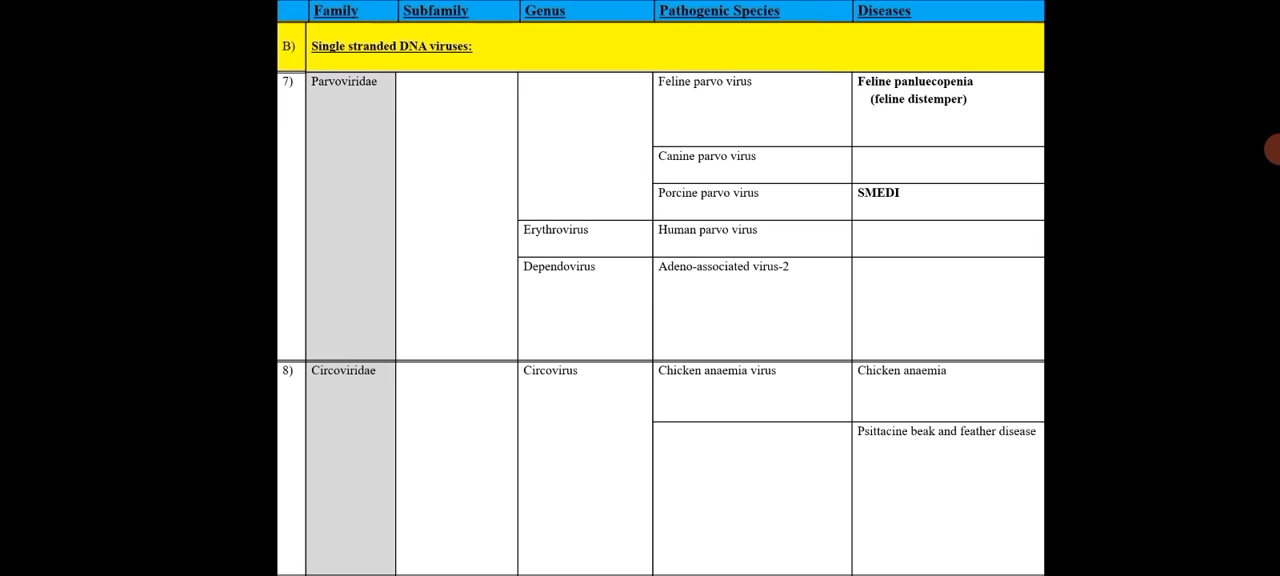 Family Subfamily Genus Pathogenic Species Diseases
B) Single stranded DNA viruses:
7) Parvoviridae Feline parvo virus Feline panluecopenia
(feline distemper)
Canine parvo virus
Porcine parvo virus SMEDI
Erythrovirus Human parvo virus
Dependovirus Adeno-associated virus-2
8) Circoviridae Circovirus Chicken anaemia virus Chicken anaemia
Psittacine beak and feather disease